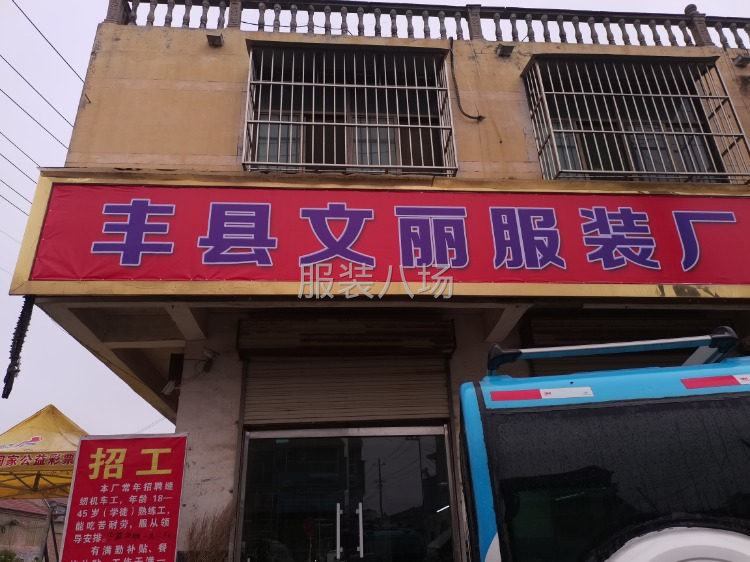 丰县文丽服装厂
服装八场
国家公益彩票
招工
本厂常年招聘缝
纫机车工，年龄18—
45岁（学徒）熟练工，
能吃苦耐劳，服从领
导安排。
有满勤补贴、餐